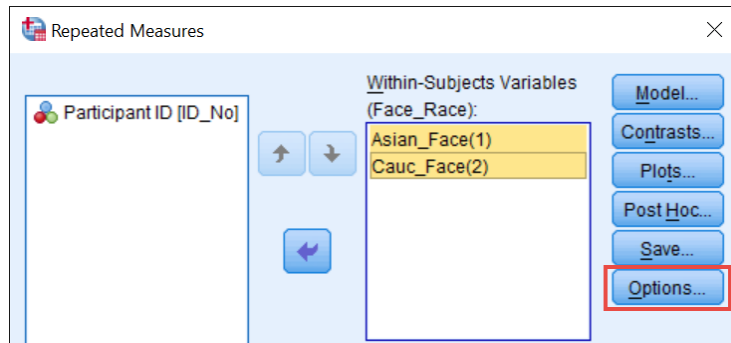 Repeated Measures
Participant ID [ID_No]
Within-Subjects Variables
(Face_Race):
Asian_Face(1)
Cauc_Face(2)
Model...
Contrasts...
Plots...
Post Hoc...
Save...
Options...